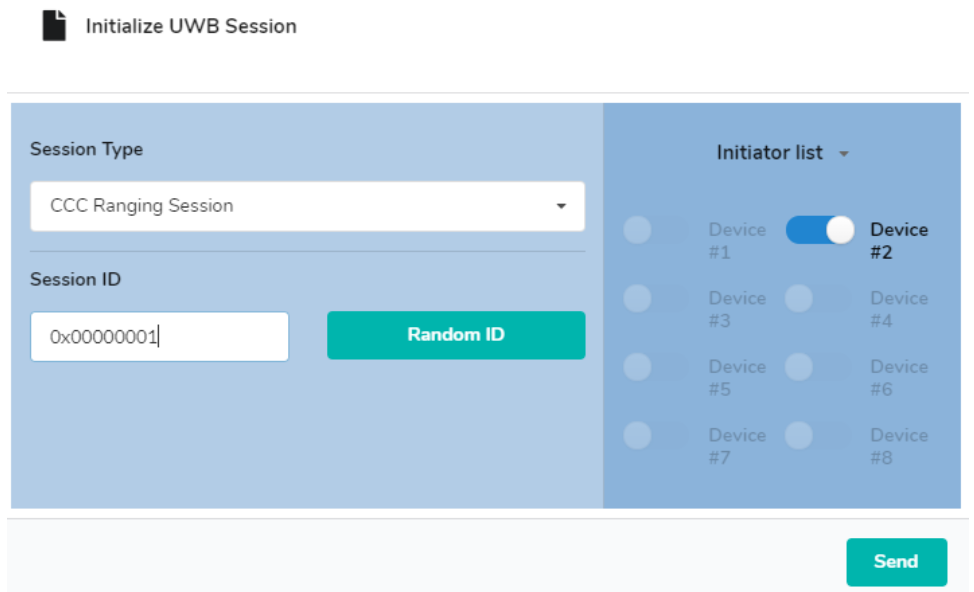 Initialize UWB Session
Session Type
CCC Ranging Session
Session ID
0x00000001
Random ID
Initiator list
Device
#1
Device
#2
Device
#3
Device
#4
Device
#5
Device
#6
Device
#7
Device
#8
Send